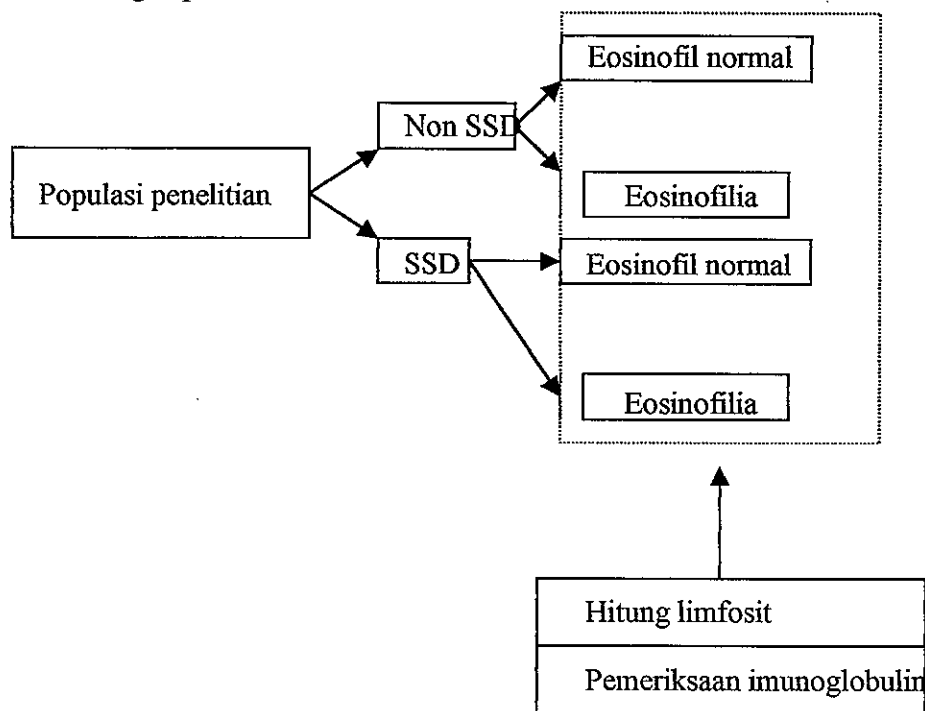 Eosinofil normal
Non SSD
Populasi penelitian
Eosinofilia
SSD
Eosinofil normal
Eosinofilia
Hitung limfosit
Pemeriksaan imunoglobulin